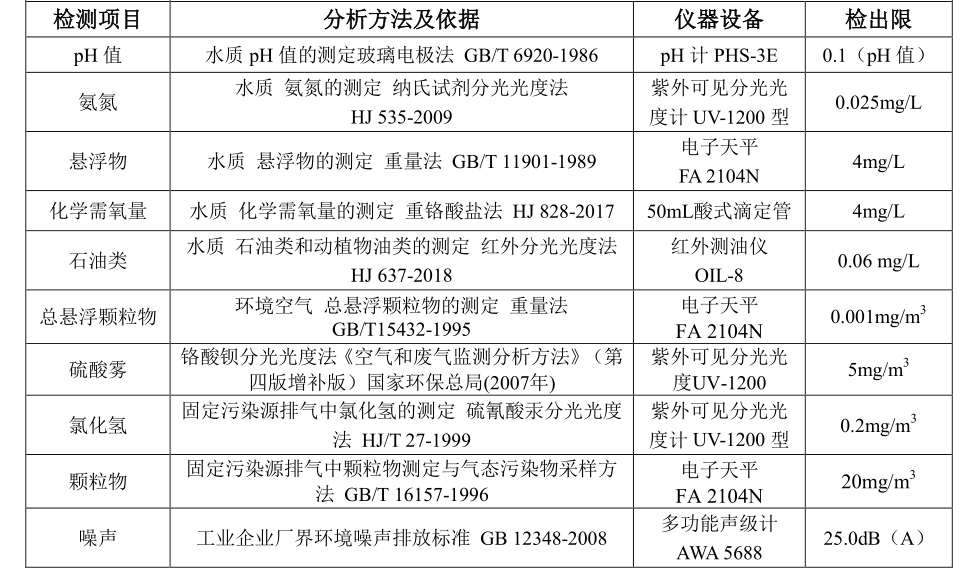 检测项目 分析方法及依据 仪器设备 检出限
pH 值 水质 pH 值的测定玻璃电极法 GB/T 6920-1986 pH 计 PHS-3E 0.1（pH 值）
氨氮 水质 氨氮的测定 纳氏试剂分光光度法
HJ 535-2009 紫外可见分光光
度计 UV-1200 型 0.025mg/L
悬浮物 水质 悬浮物的测定 重量法 GB/T 11901-1989 电子天平
FA 2104N 4mg/L
化学需氧量 水质 化学需氧量的测定 重铬酸盐法 HJ 828-2017 50mL酸式滴定管 4mg/L
石油类 水质 石油类和动植物油类的测定 红外分光光度法
HJ 637-2018 红外测油仪
OIL-8 0.06 mg/L
总悬浮颗粒物 环境空气 总悬浮颗粒物的测定 重量法
GB/T15432-1995 电子天平
FA 2104N 0.001mg/m³
硫酸雾 铬酸钡分光光度法《空气和废气监测分析方法》（第
四版增补版）国家环保总局(2007年) 紫外可见分光光
度UV-1200 5mg/m³
氯化氢 固定污染源排气中氯化氢的测定 硫氰酸汞分光光度
法 HJ/T 27-1999 紫外可见分光光
度计 UV-1200 型 0.2mg/m³
颗粒物 固定污染源排气中颗粒物测定与气态污染物采样方
法 GB/T 16157-1996 电子天平
FA 2104N 20mg/m³
噪声 工业企业厂界环境噪声排放标准 GB 12348-2008 多功能声级计
AWA 5688 25.0dB（A）